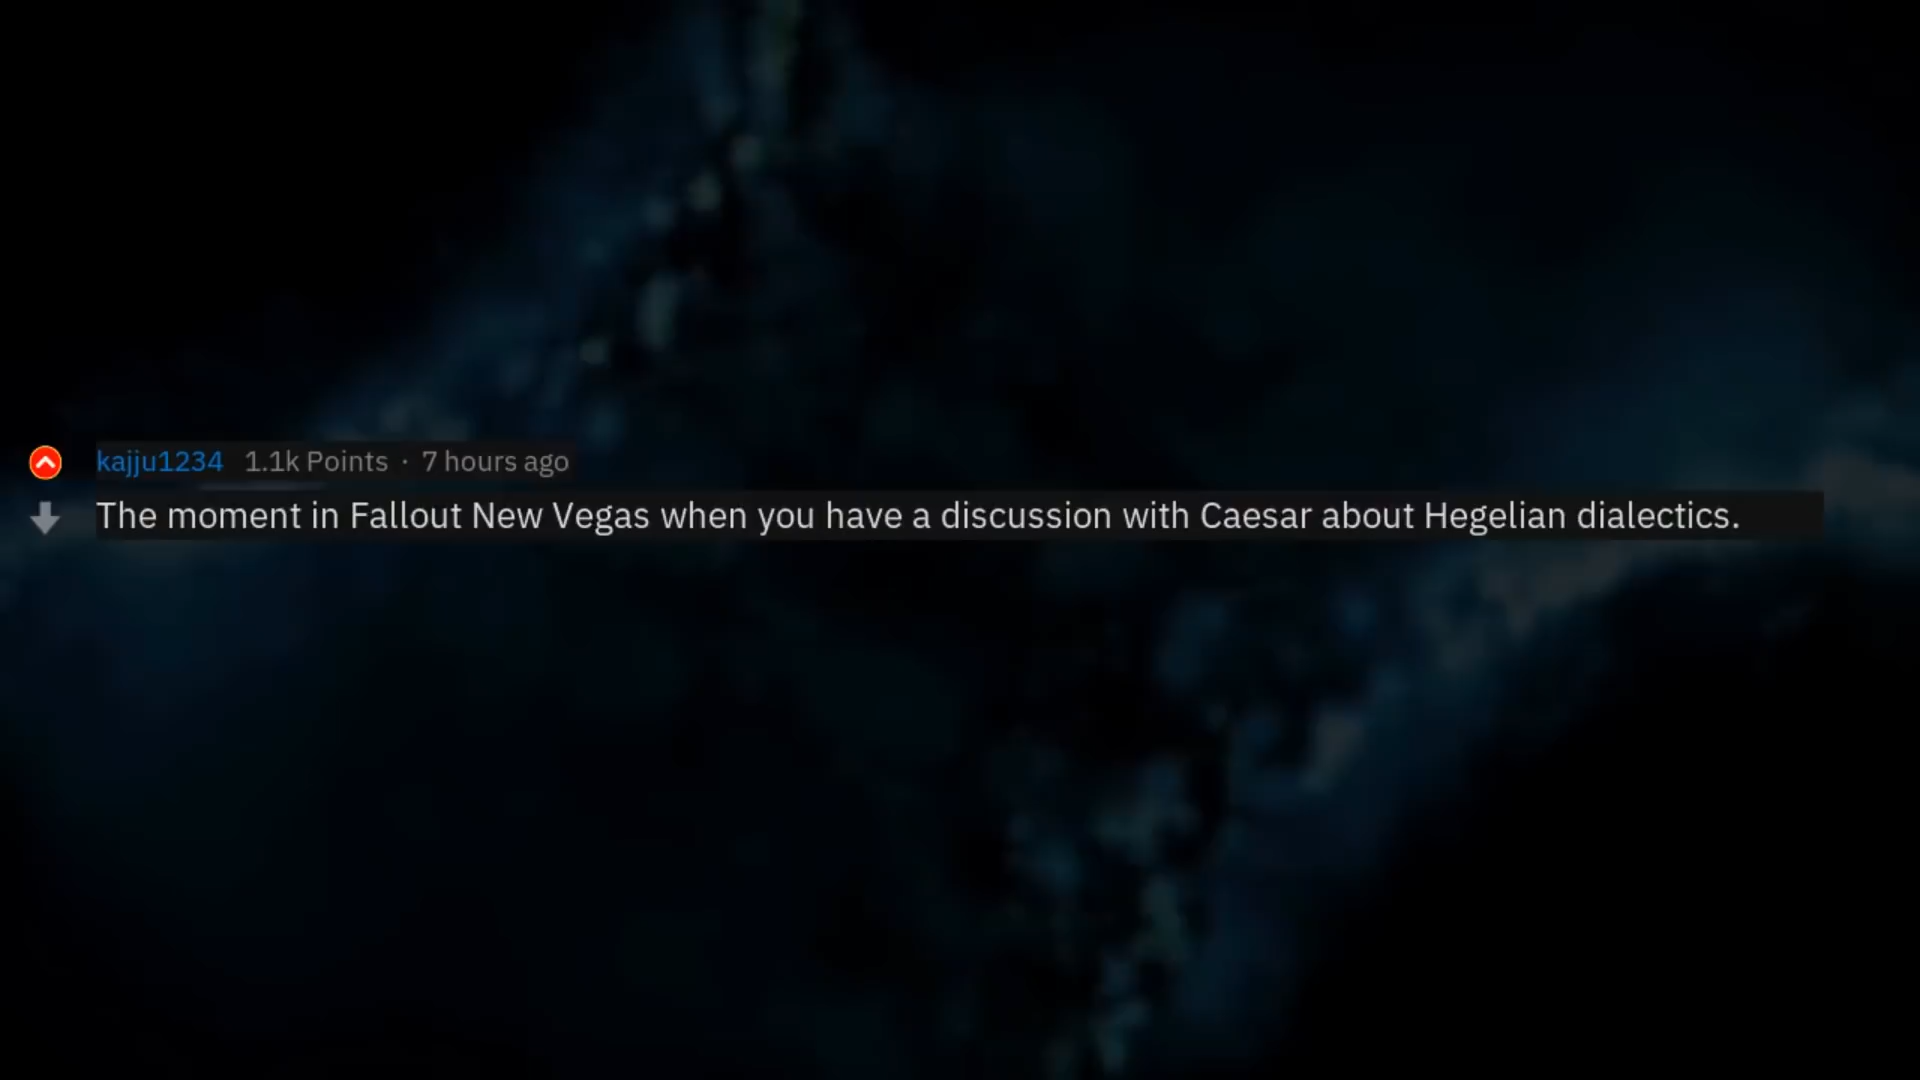 kajju1234 1.1k Points · 7 hours ago
The moment in Fallout New Vegas when you have a discussion with Caesar about Hegelian dialectics.